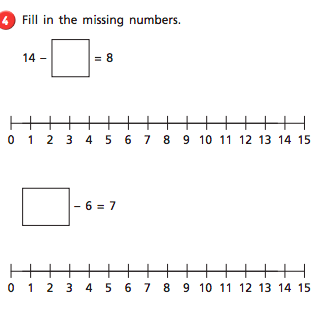 4 Fill in the missing numbers.
14 – = 8
0 1 2 3 4 5 6 7 8 9 10 11 12 13 14 15
– 6 = 7
0 1 2 3 4 5 6 7 8 9 10 11 12 13 14 15